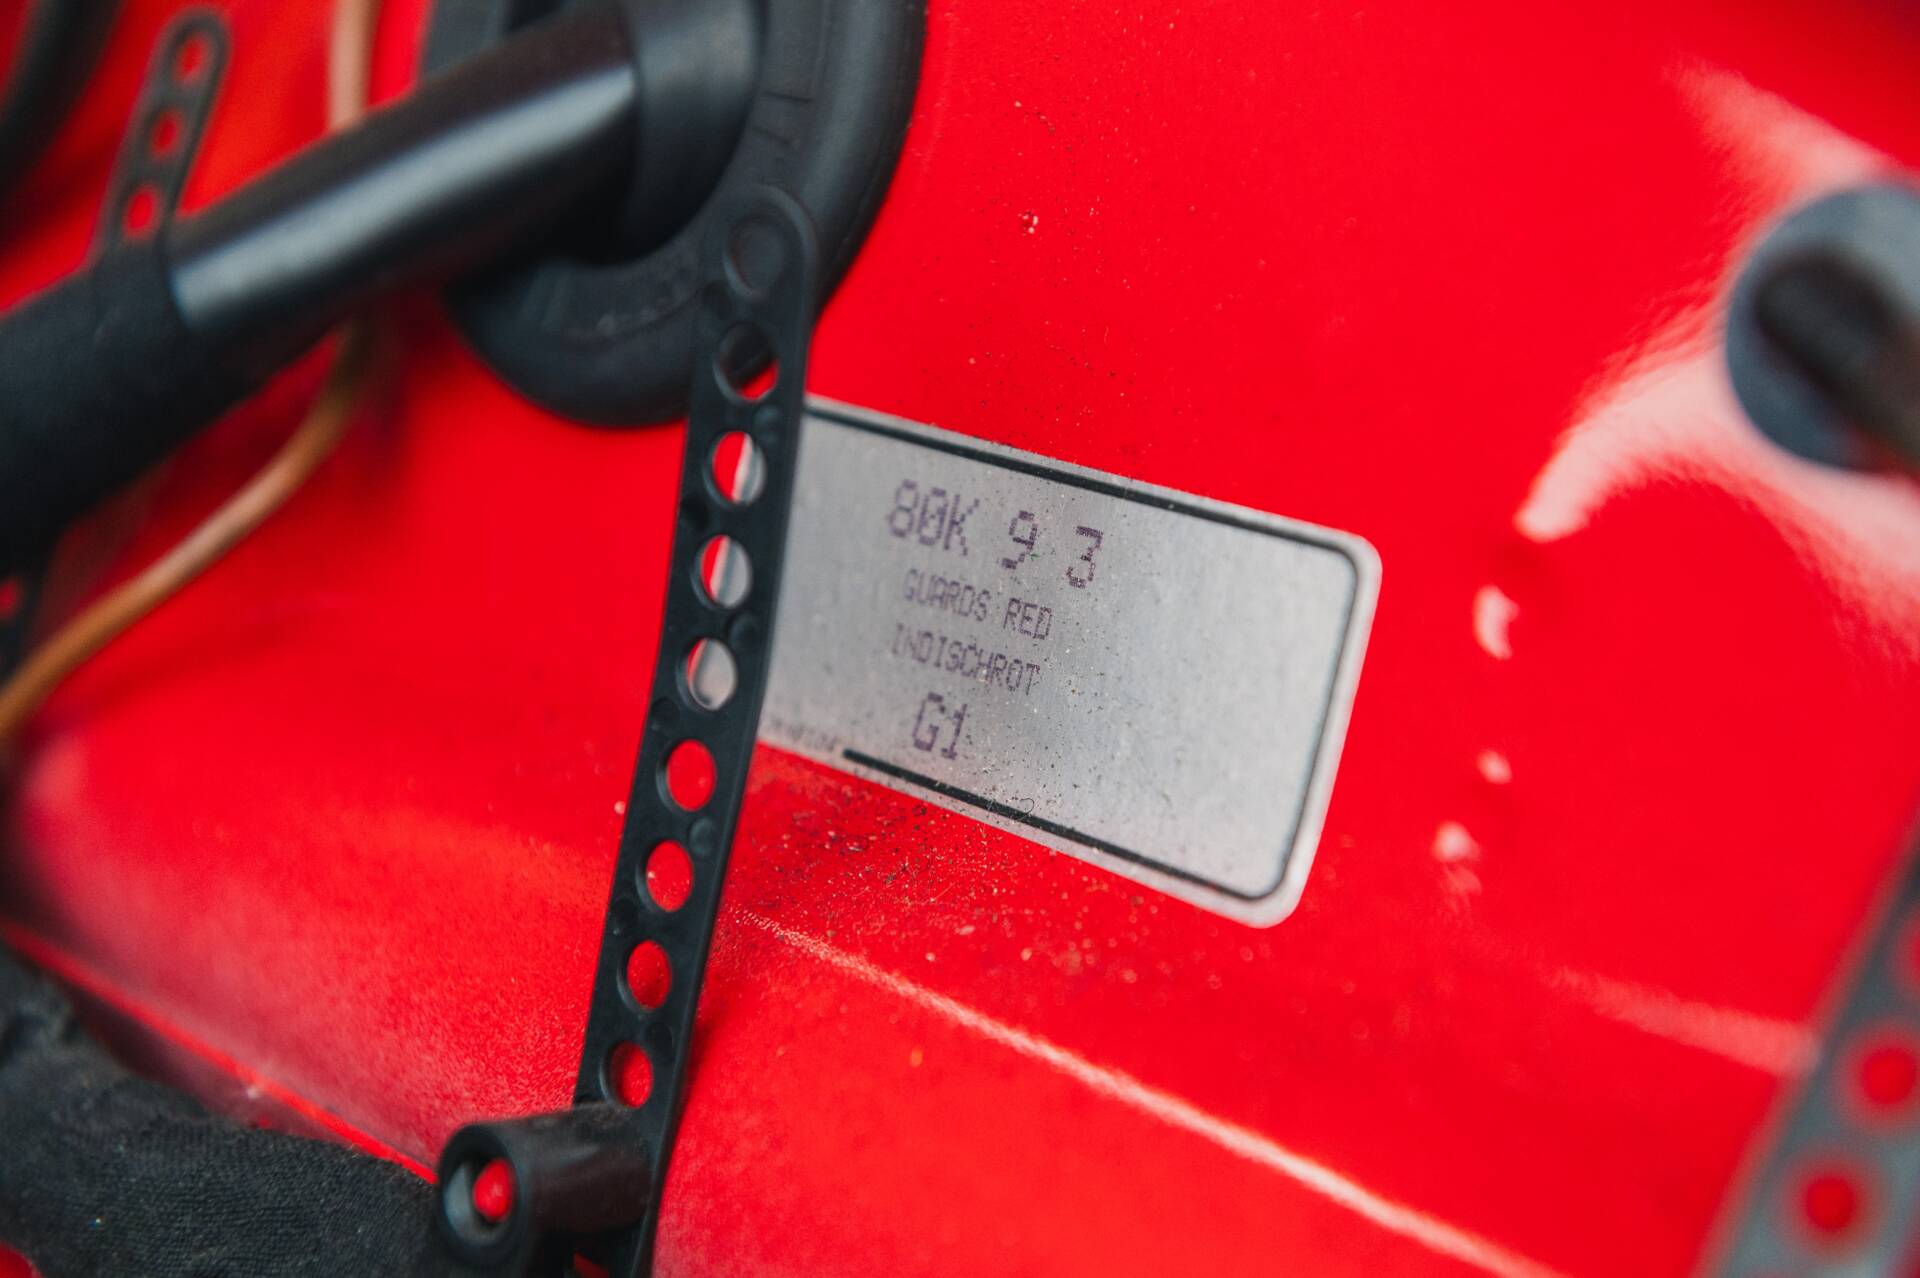 80K 9 3
GUARDS RED
INDISCHROT
G1